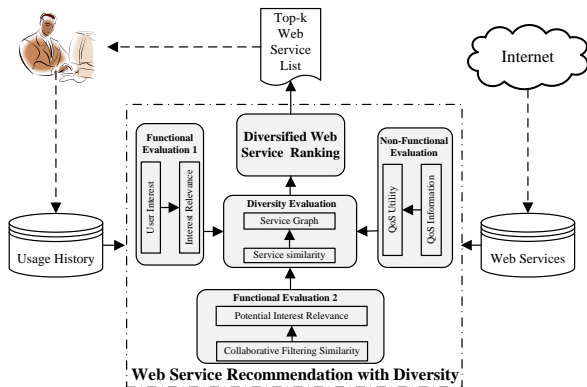 Top-k
Web
Service
List
Internet
Functional
Evaluation 1
User Interest
Interest Relevance
Diversified Web
Service Ranking
Non-Functional
Evaluation
QoS Utility
QoS Information
Diversity Evaluation
Service Graph
Service similarity
Usage History
Web Services
Functional Evaluation 2
Potential Interest Relevance
Collaborative Filtering Similarity
Web Service Recommendation with Diversity